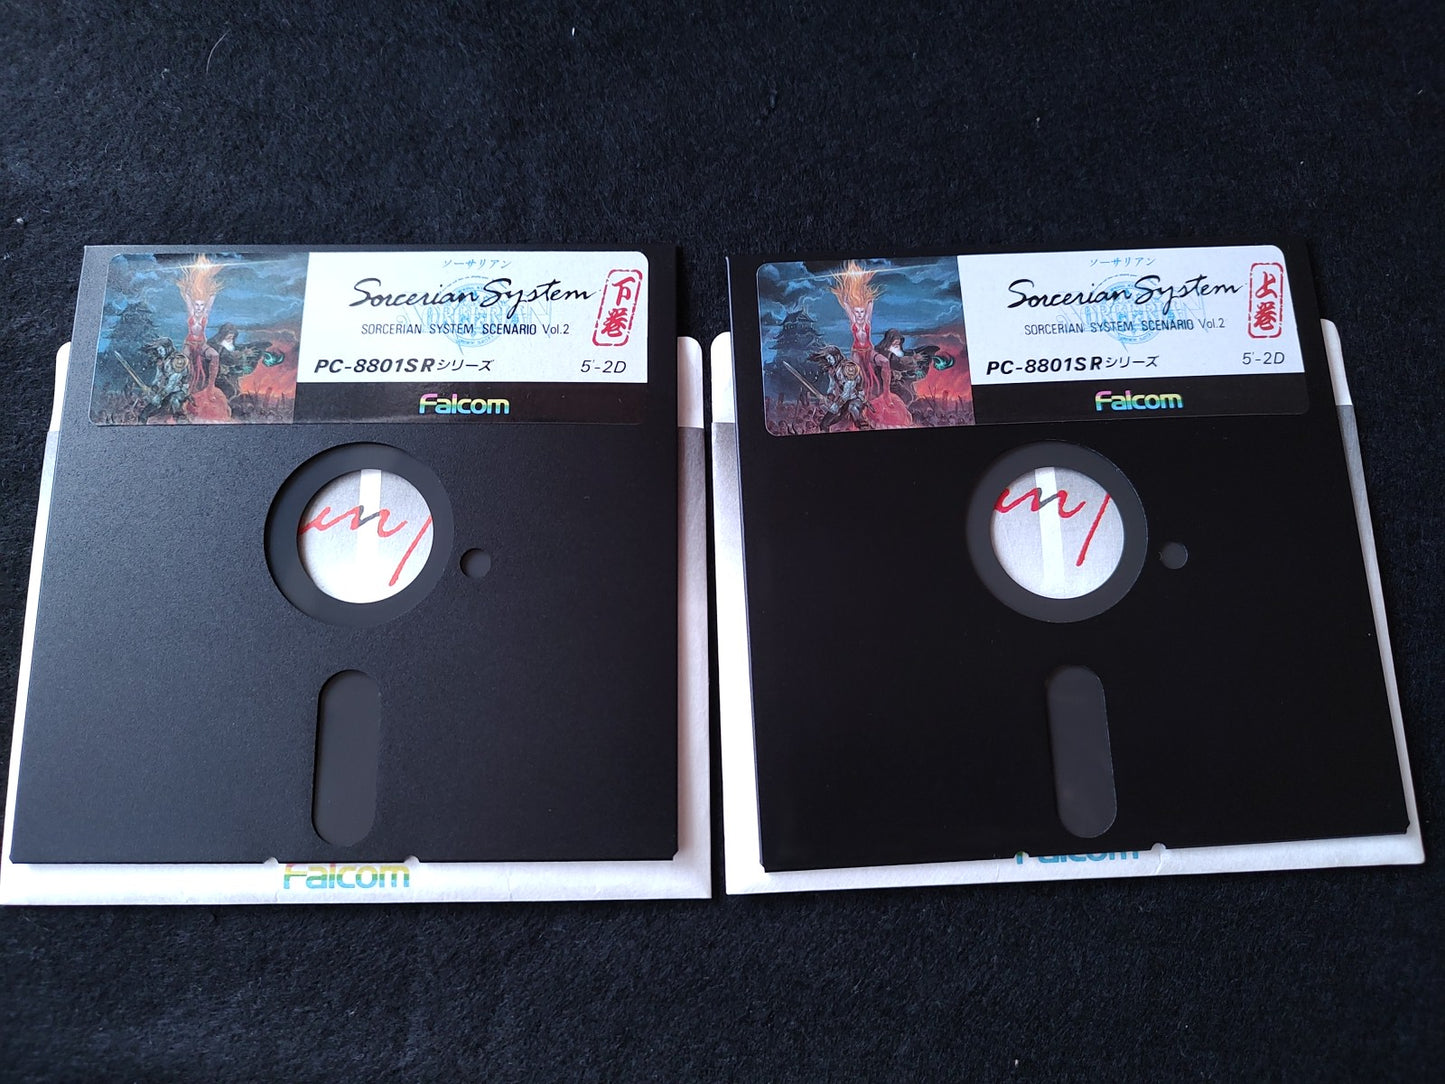 ソーサリアン
Sorcerian System
SORCERIAN SYSTEM SCENARIO Vol.2
下巻
PC-8801SRシリーズ
5"-2D
Falcom
Falcom
ソーサリアン
Sorcerian System
SORCERIAN SYSTEM SCENARIO Vol.2
上巻
PC-8801SRシリーズ
5"-2D
Falcom
Falcom